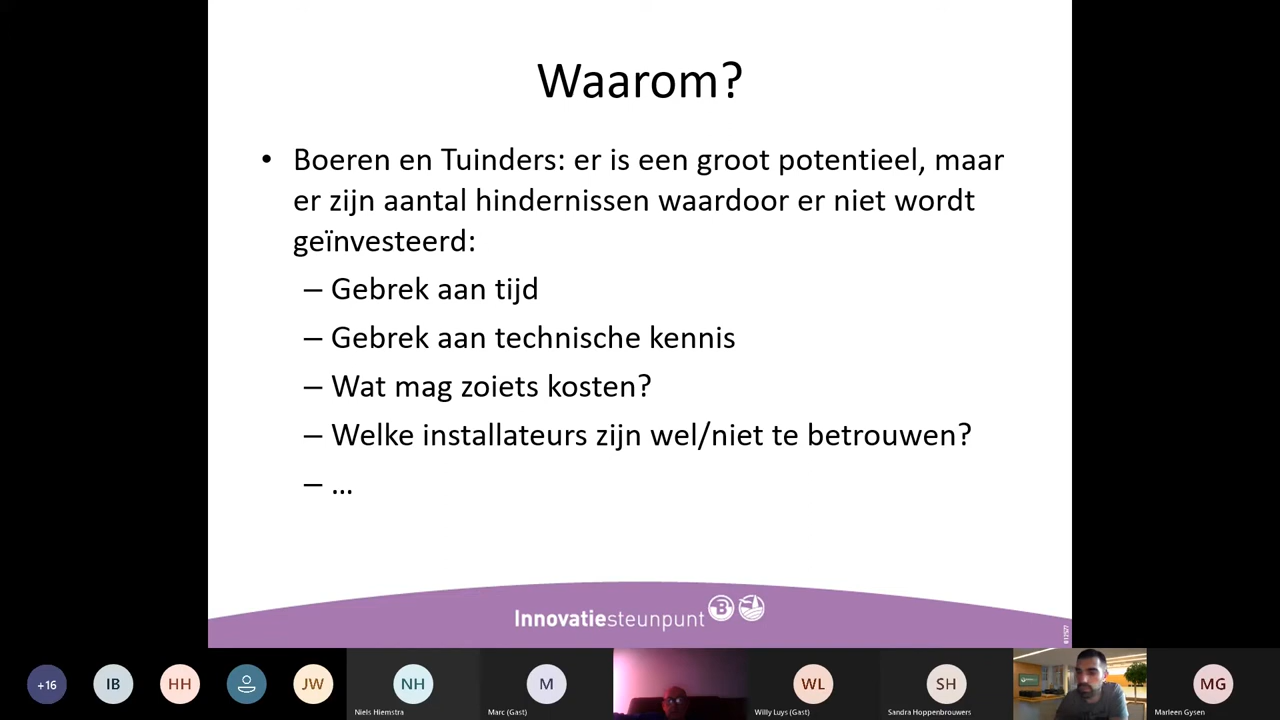 Waarom?
• Boeren en Tuinders: er is een groot potentieel, maar
er zijn aantal hindernissen waardoor er niet wordt
geïnvesteerd:
– Gebrek aan tijd
– Gebrek aan technische kennis
– Wat mag zoiets kosten?
– Welke installateurs zijn wel/niet te betrouwen?
– ...
Innovatiesteunpunt B
+16
IB
HH
JW
NH
Niels Hiemstra
M
Marc (Gast)
WL
Willy Luys (Gast)
SH
Sandra Hoppenbrouwers
MG
Marleen Gysen